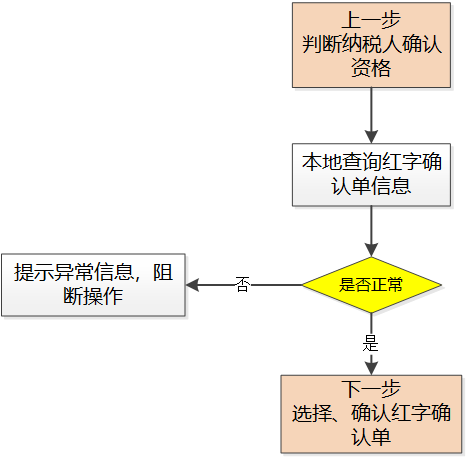 上一步
判断纳税人确认
资格
本地查询红字确
认单信息
是否正常
否
提示异常信息，阻
断操作
是
下一步
选择、确认红字确
认单